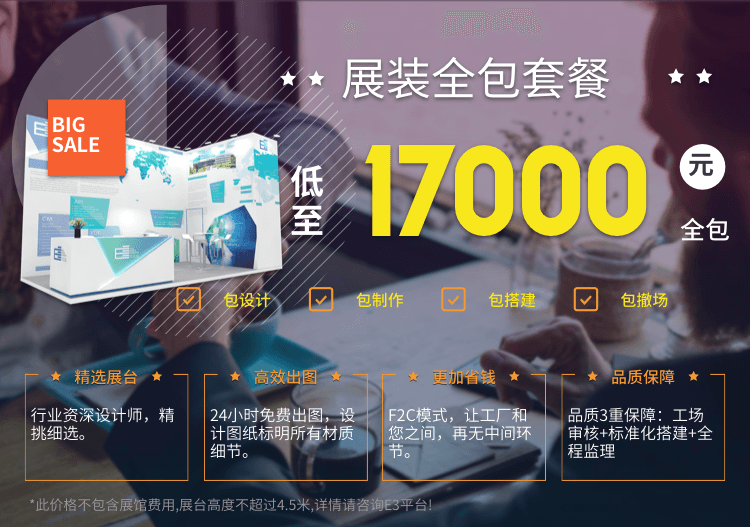 展装全包套餐
BIG
SALE
低至
17000
元
全包
包设计
包制作
包搭建
包撤场
精选展台
行业资深设计师，精
挑细选。
高效出图
24小时免费出图，设
计图纸标明所有材质
细节。
更加省钱
F2C模式，让工厂和
您之间，再无中间环
节。
品质保障
品质3重保障：工场
审核+标准化搭建+全
程监理
*此价格不包含展馆费用,展台高度不超过4.5米,详情请咨询E3平台!